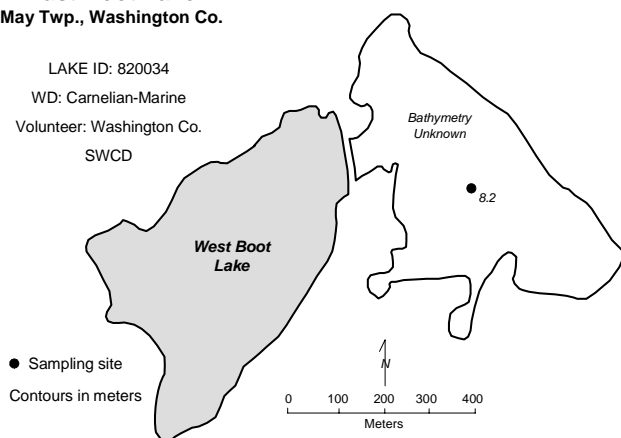 May Twp., Washington Co.
LAKE ID: 820034
WD: Carnelian-Marine
Volunteer: Washington Co.
SWCD
Bathymetry
Unknown
8.2
West Boot
Lake
Sampling site
Contours in meters
N
0 100 200 300 400
Meters